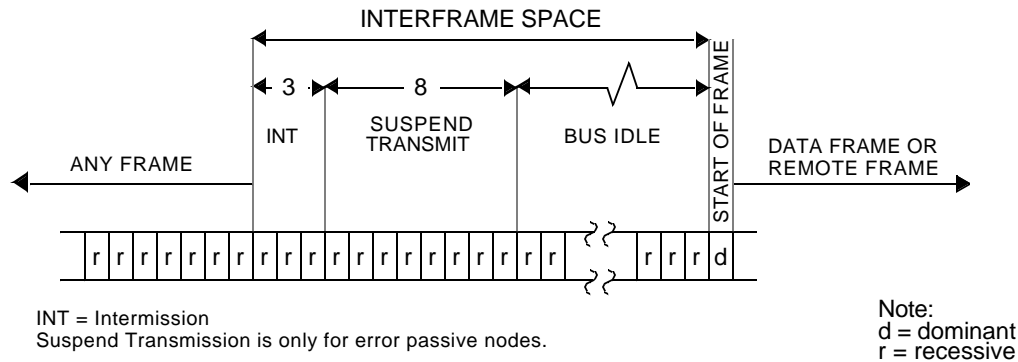 INTERFRAME SPACE
3
8
INT
SUSPEND
TRANSMIT
BUS IDLE
START OF FRAME
ANY FRAME
DATA FRAME OR
REMOTE FRAME
r r r r r r r r r r r r r r r r r r r r r r r d
INT = Intermission
Suspend Transmission is only for error passive nodes.
Note:
d = dominant
r = recessive